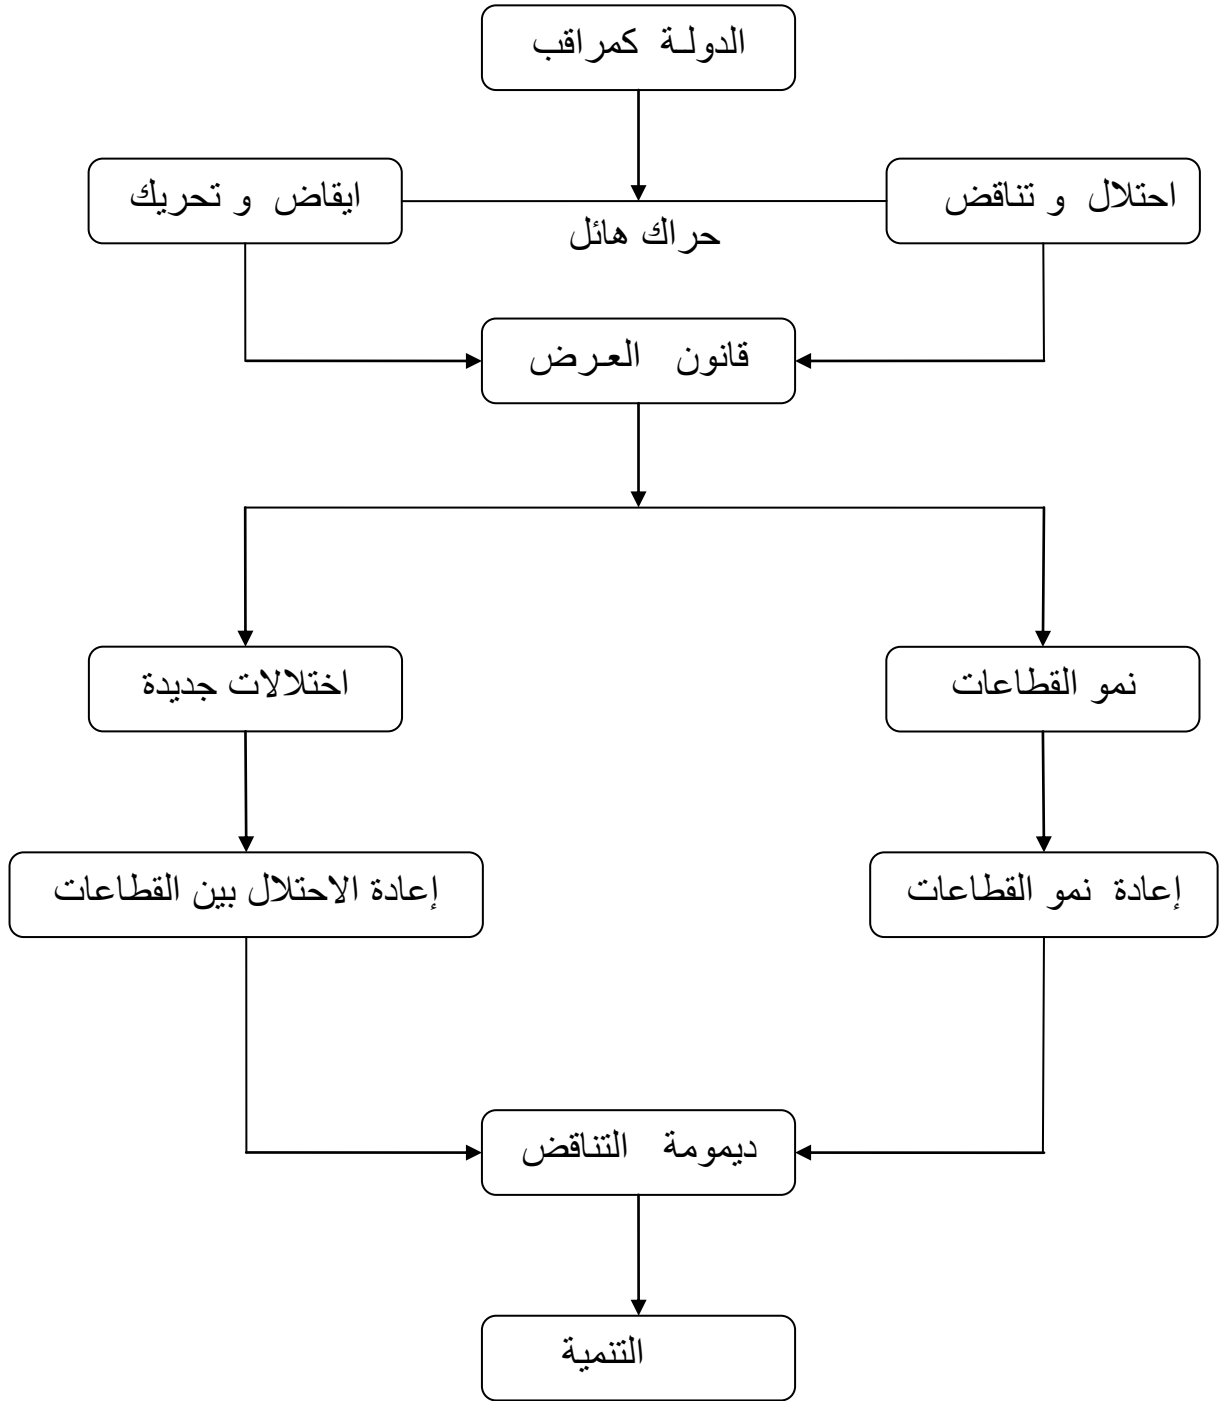 الدولـة كمراقب
احتلال و تناقض
ايقاض و تحريك
حراك هائل
قانون العـرض
نمو القطاعات
اختلالات جديدة
إعادة نمو القطاعات
إعادة الاحتلال بين القطاعات
ديمومة التناقض
التنمية